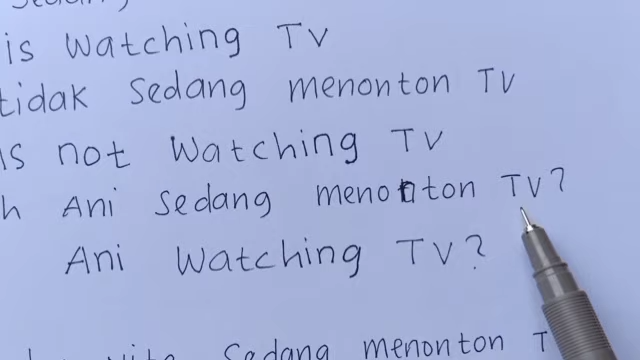 is Watching TV
tidak Sedang menonton TV
is not Watching TV
h Ani Sedang menonton TV?
Ani Watching TV?
Sedang menonton T